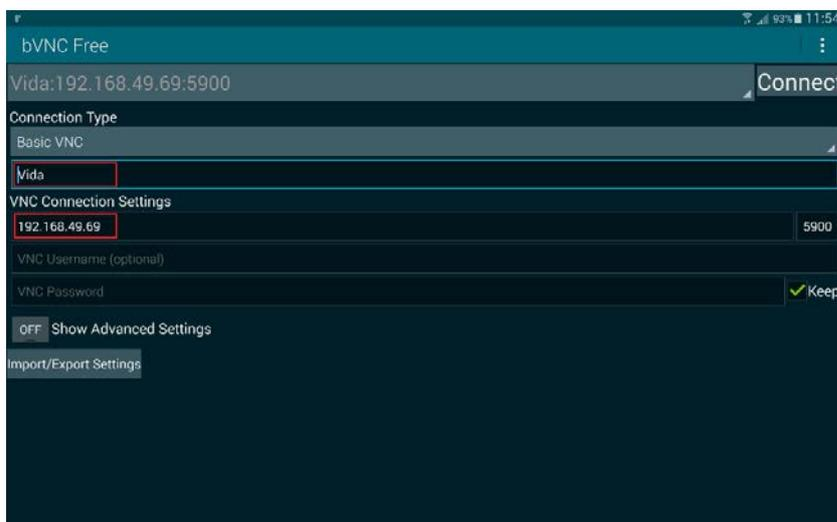 93% 11:54
bVNC Free
Vida:192.168.49.69:5900
Connect
Connection Type
Basic VNC
Vida
VNC Connection Settings
192.168.49.69 5900
VNC Username (optional)
VNC Password Keep
OFF Show Advanced Settings
Import/Export Settings